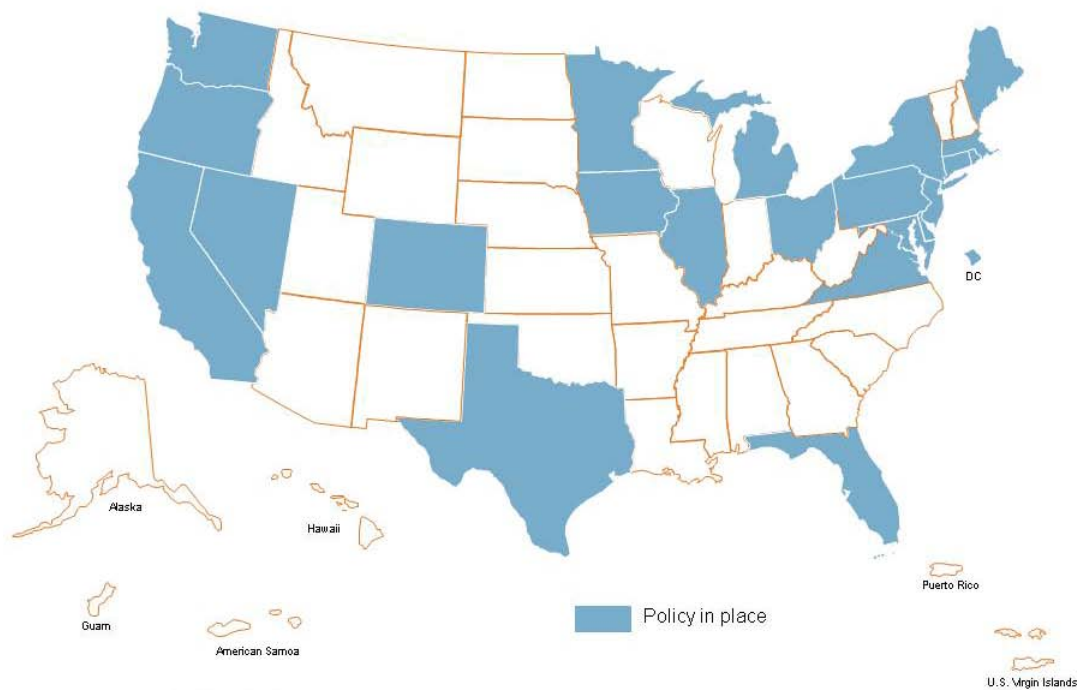 DC
Alaska
Hawaii
Puerto Rico
Guam
Policy in place
American Samoa
U.S. Virgin Islands